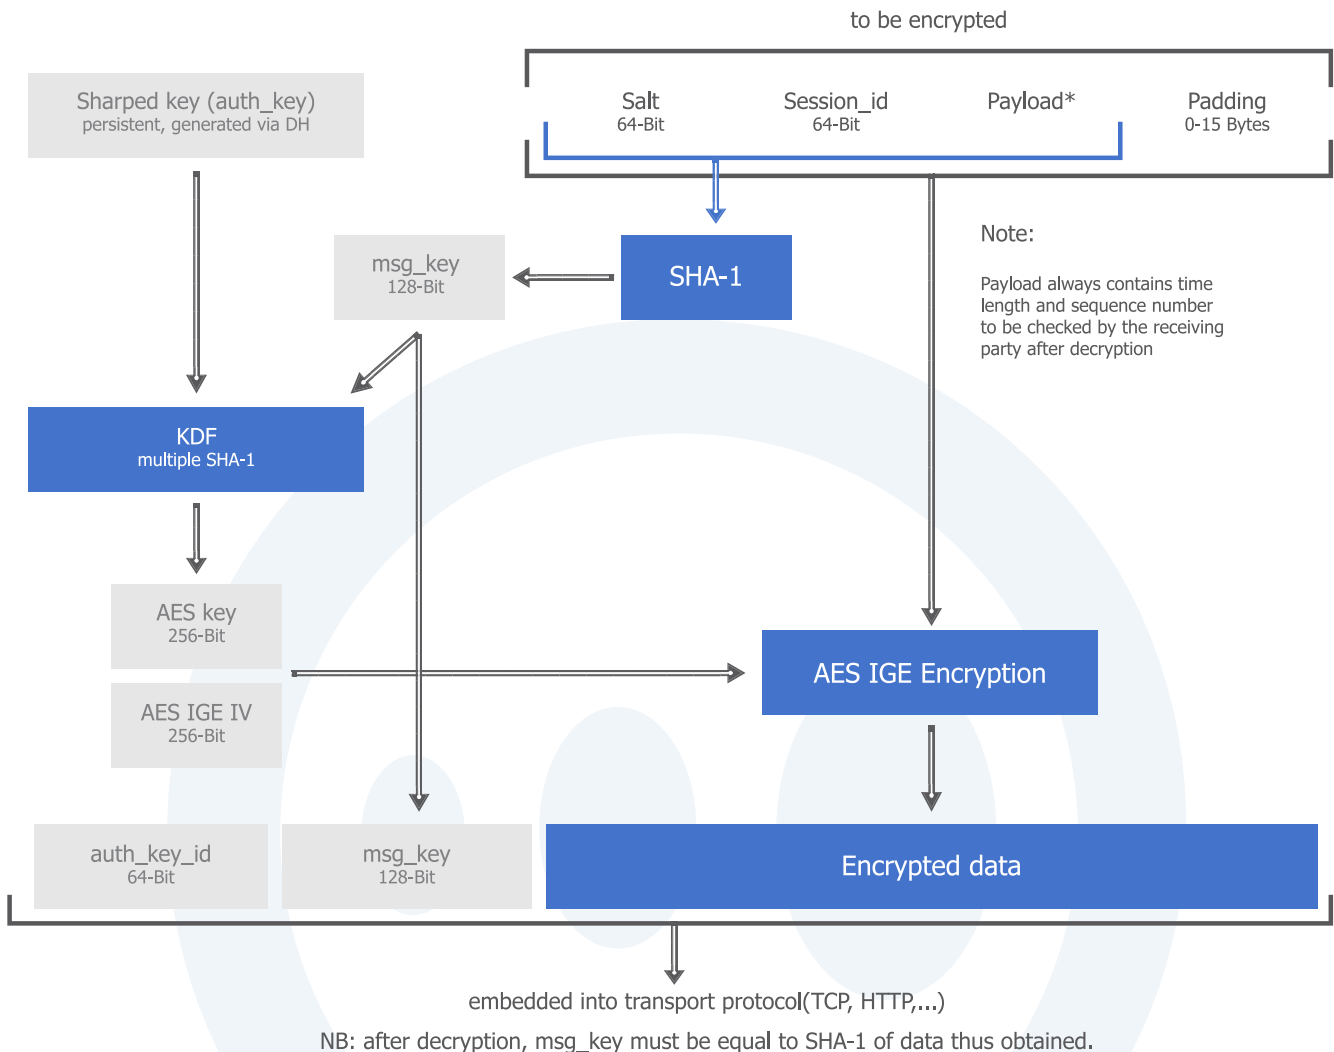 to be encrypted
Sharped key (auth_key)
persistent, generated via DH
Salt
64-Bit
Session_id
64-Bit
Payload*
Padding
0-15 Bytes
msg_key
128-Bit
SHA-1
Note:
Payload always contains time
length and sequence number
to be checked by the receiving
party after decryption
KDF
multiple SHA-1
AES key
256-Bit
AES IGE IV
256-Bit
AES IGE Encryption
auth_key_id
64-Bit
msg_key
128-Bit
Encrypted data
embedded into transport protocol(TCP, HTTP,...)
NB: after decryption, msg_key must be equal to SHA-1 of data thus obtained.